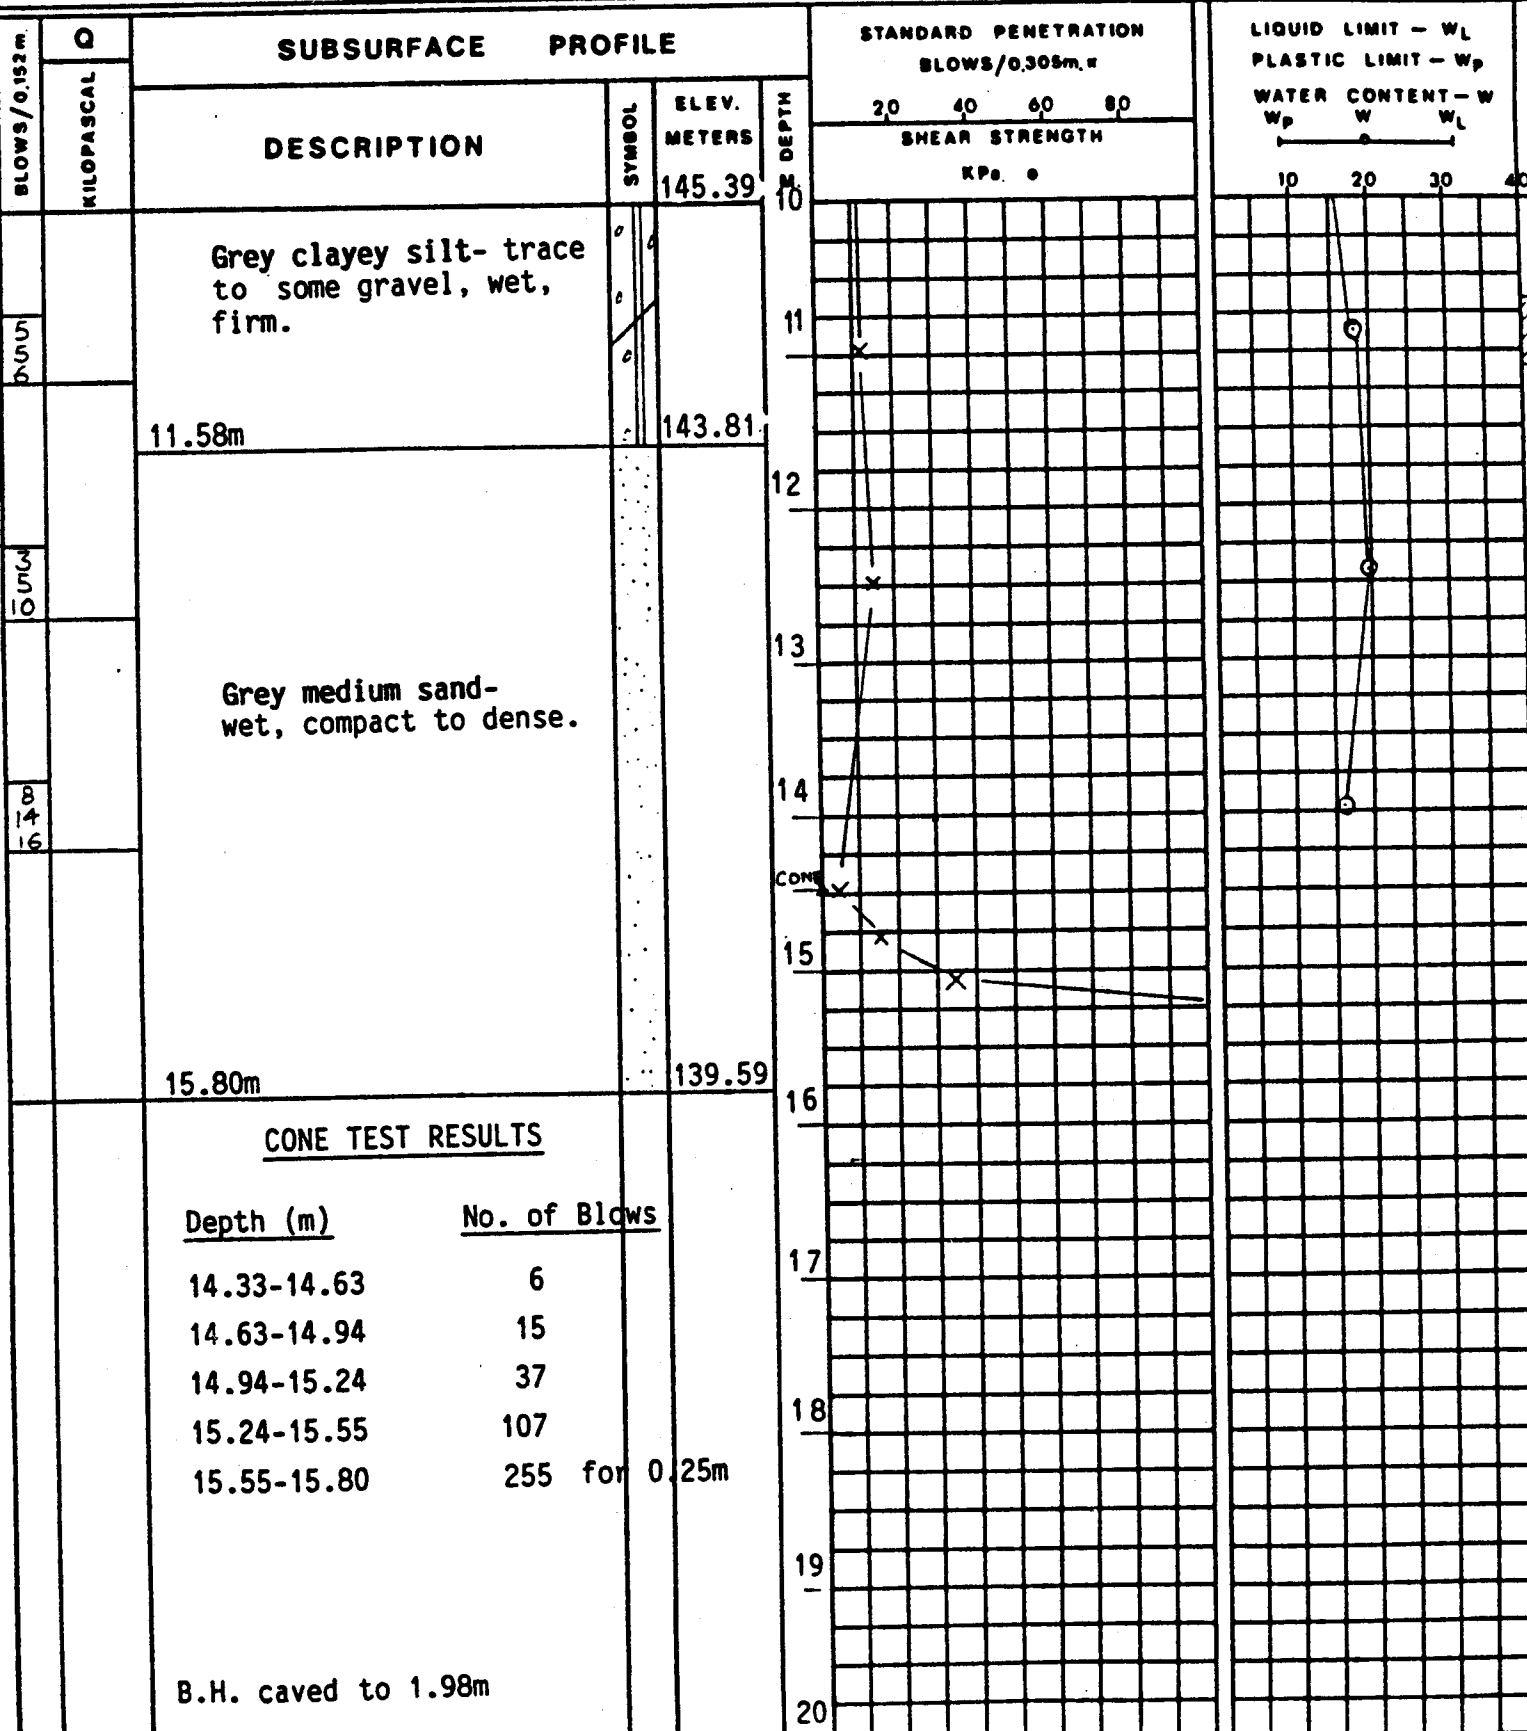 BLOWS/0.152m.
Q
KILOPASCAL
SUBSURFACE PROFILE
DESCRIPTION
SYMBOL
ELEV.
METERS
145.39
M. DEPTH
STANDARD PENETRATION
BLOWS/0.305m. x
20 40 60 80
SHEAR STRENGTH
KPa. •
LIQUID LIMIT - WL
PLASTIC LIMIT - WP
WATER CONTENT - W
WP W WL
10 20 30 40
10
Grey clayey silt- trace
to some gravel, wet,
firm.
5
5
6
11
11.58m
143.81
12
3
5
10
13
Grey medium sand-
wet, compact to dense.
14
8
14
16
CONE
15
15.80m
139.59
16
CONE TEST RESULTS
Depth (m) No. of Blows
14.33-14.63 6
14.63-14.94 15
14.94-15.24 37
15.24-15.55 107
15.55-15.80 255 for 0.25m
17
18
19
B.H. caved to 1.98m
20